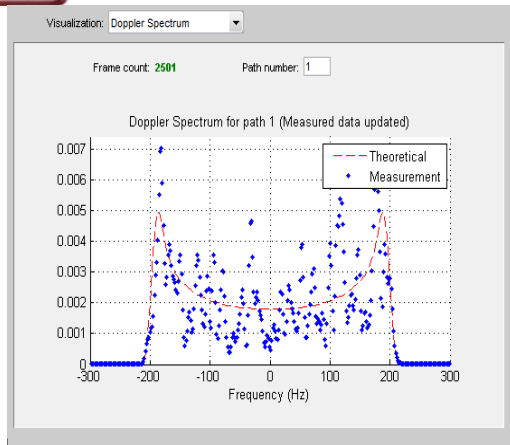 Visualization: Doppler Spectrum
Frame count: 2501 Path number: 1
Doppler Spectrum for path 1 (Measured data updated)
Theoretical
Measurement
0.007
0.006
0.005
0.004
0.003
0.002
0.001
0
-300 -200 -100 0 100 200 300
Frequency (Hz)